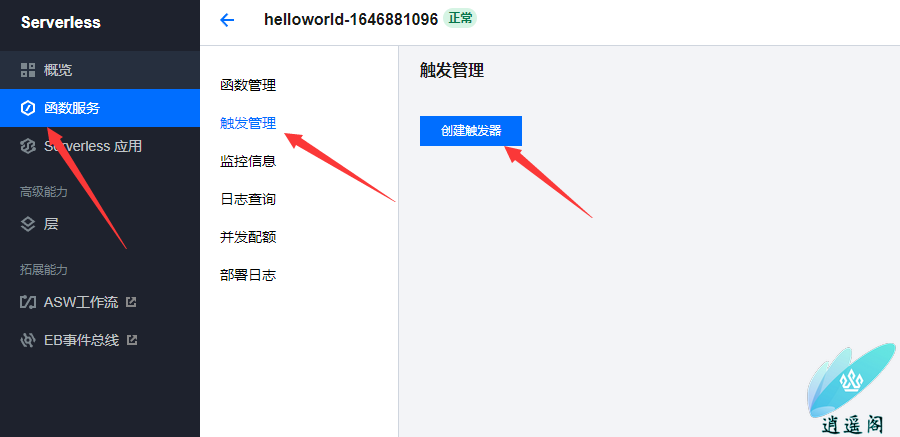 Serverless
helloworld-1646881096 正常
概览
函数服务
Serverless 应用
高级能力
层
拓展能力
ASW工作流
EB事件总线
函数管理
触发管理
监控信息
日志查询
并发配额
部署日志
触发管理
创建触发器
逍遥阁